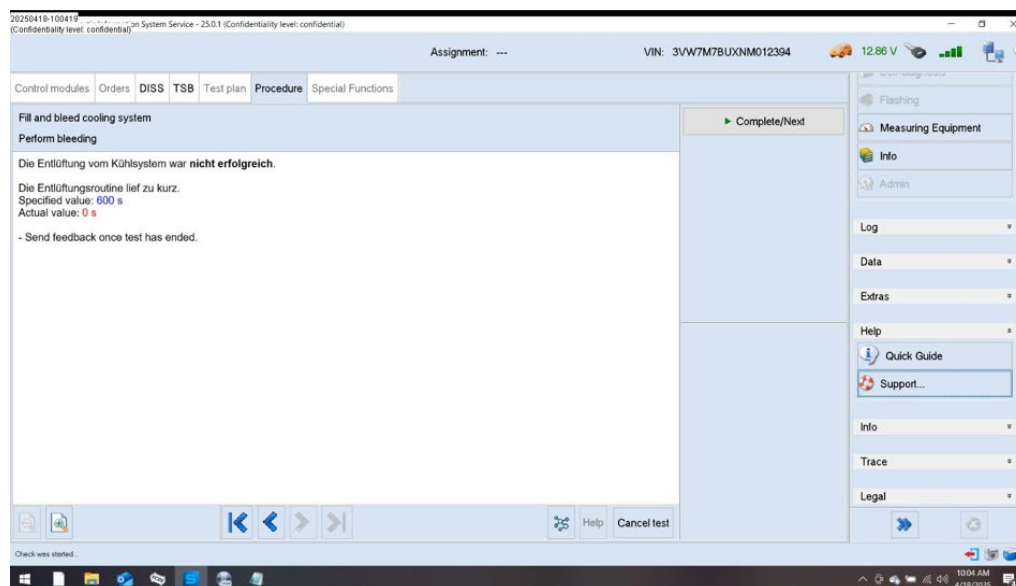 20250418-100419
(Confidentiality level: confidential)
Information System Service - 25.0.1 (Confidentiality level: confidential)
Assignment: ---
VIN: 3VW7M7BUXNM012394
12.86 V
Control modules
Orders
DISS
TSB
Test plan
Procedure
Special Functions
Fill and bleed cooling system
Perform bleeding
Complete/Next
Die Entlüftung vom Kühlsystem war nicht erfolgreich.
Die Entlüftungsroutine lief zu kurz.
Specified value: 600 s
Actual value: 0 s
- Send feedback once test has ended.
Flashing
Measuring Equipment
Info
Admin
Log
Data
Extras
Help
Quick Guide
Support...
Info
Trace
Legal
Help
Cancel test
Check was started.
10:04 AM
4/18/2025